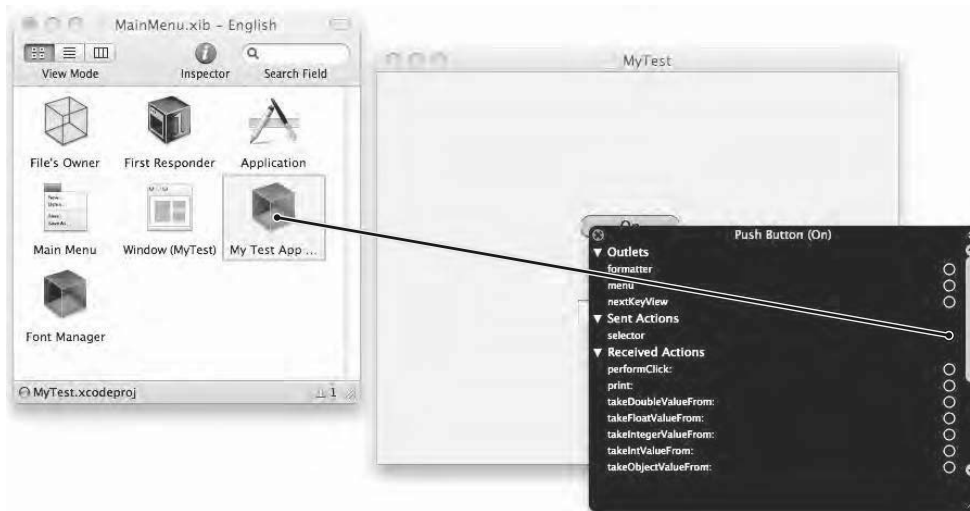 MainMenu.xib – English
View Mode
Inspector
Search Field
File's Owner
First Responder
Application
Main Menu
Window (MyTest)
My Test App ...
Font Manager
MyTest.xcodeproj
1
MyTest
On
Push Button (On)
Outlets
formatter
menu
nextKeyView
Sent Actions
selector
Received Actions
performClick:
print:
takeDoubleValueFrom:
takeFloatValueFrom:
takeIntegerValueFrom:
takeIntValueFrom:
takeObjectValueFrom: